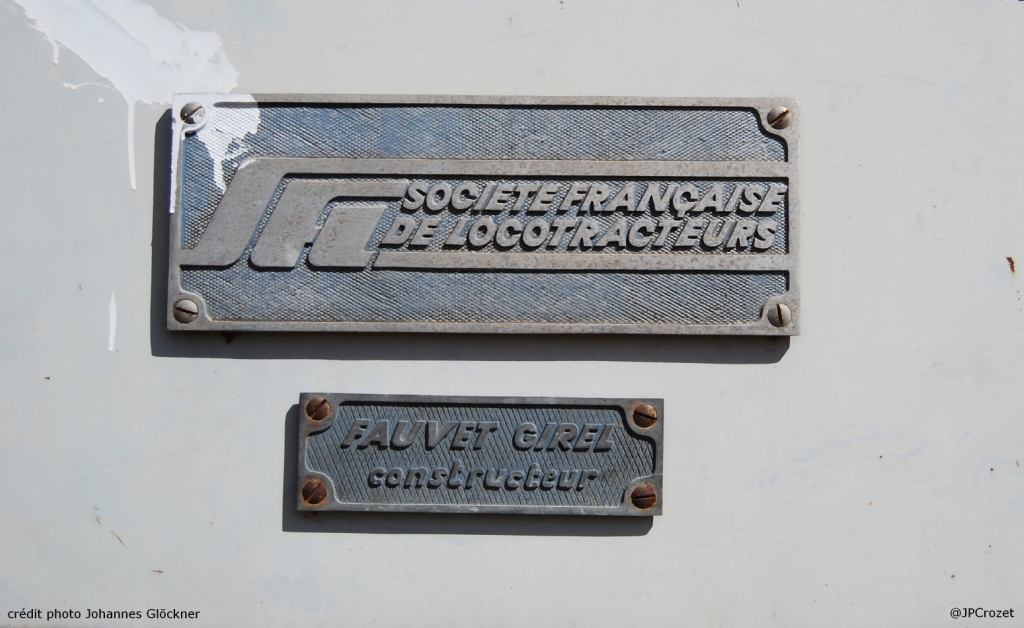 SOCIETE FRANÇAISE
DE LOCOTRACTEURS
FAUVET GIREL
constructeur
crédit photo Johannes Glöckner
@JPCrozet